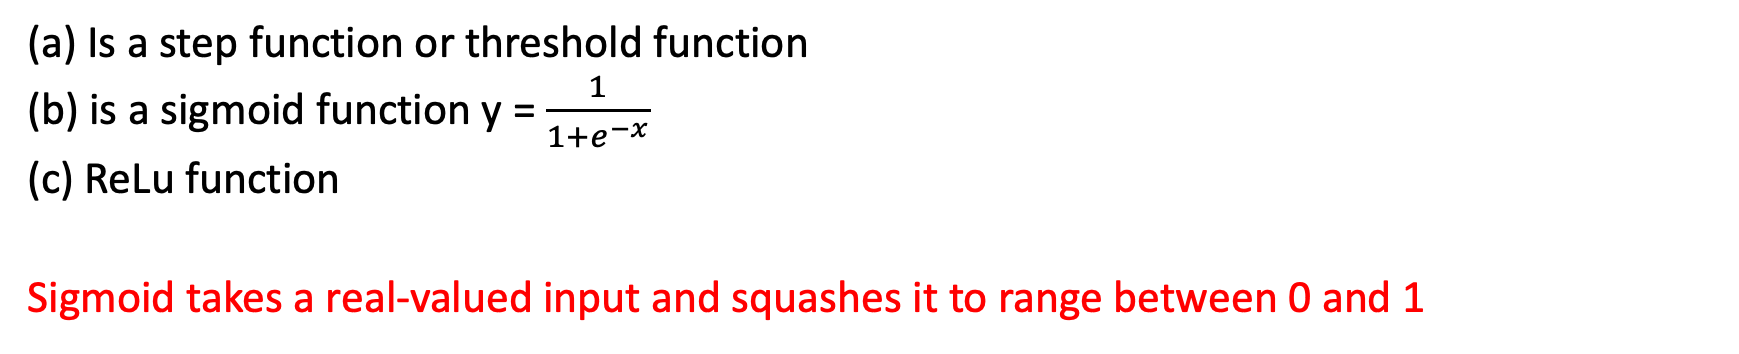 (a) Is a step function or threshold function
(b) is a sigmoid function y = \frac{1}{1+e^{-x}}
(c) ReLu function
Sigmoid takes a real-valued input and squashes it to range between 0 and 1